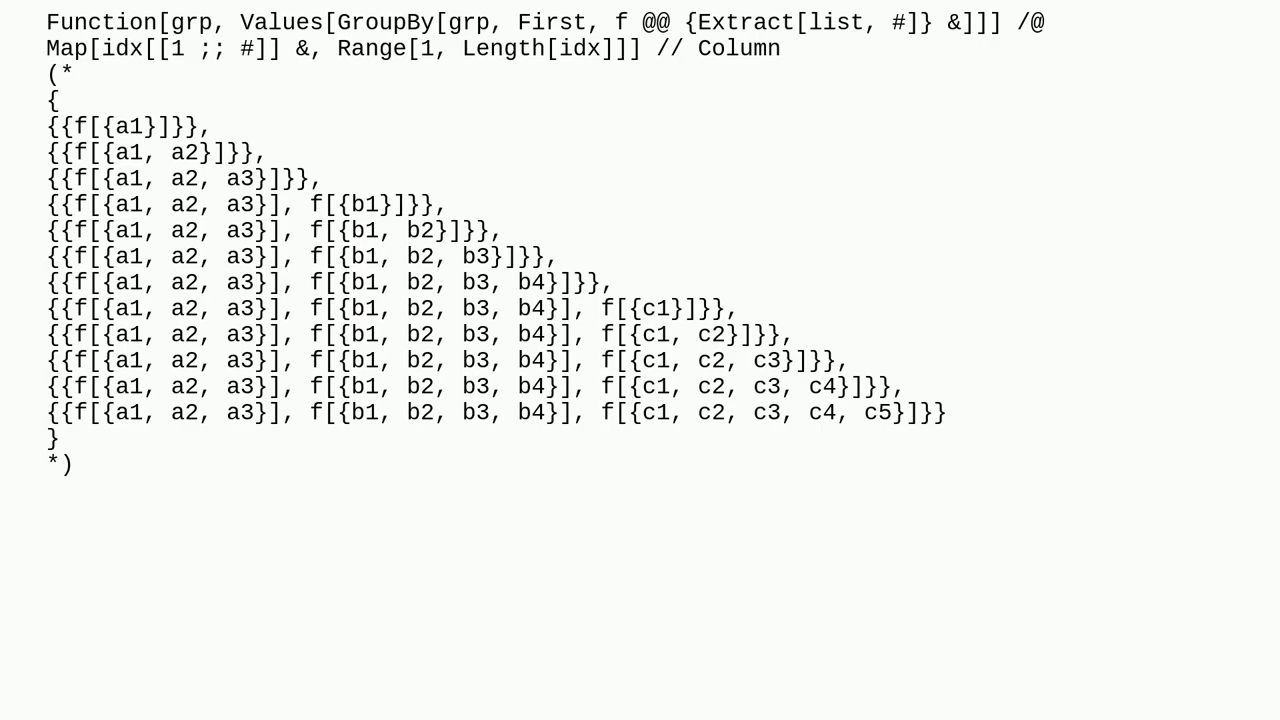 Function[grp, Values[GroupBy[grp, First, f @@ {Extract[list, #]} &]]] /@
Map[idx[[1 ;; #]] &, Range[1, Length[idx]]] // Column
(*
{
{{f[{a1}]}},
{{f[{a1, a2}]}},
{{f[{a1, a2, a3}]}},
{{f[{a1, a2, a3}], f[{b1}]}},
{{f[{a1, a2, a3}], f[{b1, b2}]}},
{{f[{a1, a2, a3}], f[{b1, b2, b3}]}},
{{f[{a1, a2, a3}], f[{b1, b2, b3, b4}]}},
{{f[{a1, a2, a3}], f[{b1, b2, b3, b4}], f[{c1}]}},
{{f[{a1, a2, a3}], f[{b1, b2, b3, b4}], f[{c1, c2}]}},
{{f[{a1, a2, a3}], f[{b1, b2, b3, b4}], f[{c1, c2, c3}]}},
{{f[{a1, a2, a3}], f[{b1, b2, b3, b4}], f[{c1, c2, c3, c4}]}},
{{f[{a1, a2, a3}], f[{b1, b2, b3, b4}], f[{c1, c2, c3, c4, c5}]}}
}
*)